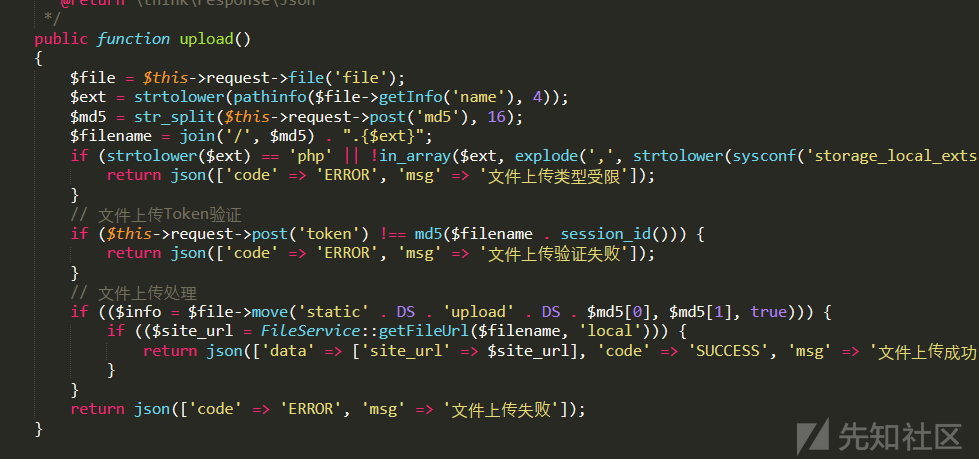 @return \think\response\Json
*/
public function upload()
{
$file = $this->request->file('file');
$ext = strtolower(pathinfo($file->getInfo('name'), 4));
$md5 = str_split($this->request->post('md5'), 16);
$filename = join('/', $md5) . ".{$ext}";
if (strtolower($ext) == 'php' || !in_array($ext, explode(',', strtolower(sysconf('storage_local_exts
return json(['code' => 'ERROR', 'msg' => '文件上传类型受限']);
}
// 文件上传Token验证
if ($this->request->post('token') !== md5($filename . session_id())) {
return json(['code' => 'ERROR', 'msg' => '文件上传验证失败']);
}
// 文件上传处理
if (($info = $file->move('static' . DS . 'upload' . DS . $md5[0], $md5[1], true))) {
if (($site_url = FileService::getFileUrl($filename, 'local'))) {
return json(['data' => ['site_url' => $site_url], 'code' => 'SUCCESS', 'msg' => '文件上传成功
}
}
return json(['code' => 'ERROR', 'msg' => '文件上传失败']);
}
先知社区